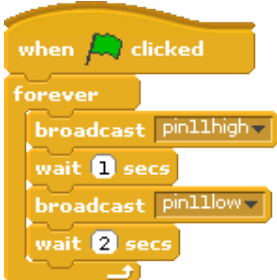 when clicked
forever
broadcast pin11high
wait 1 secs
broadcast pin11low
wait 2 secs